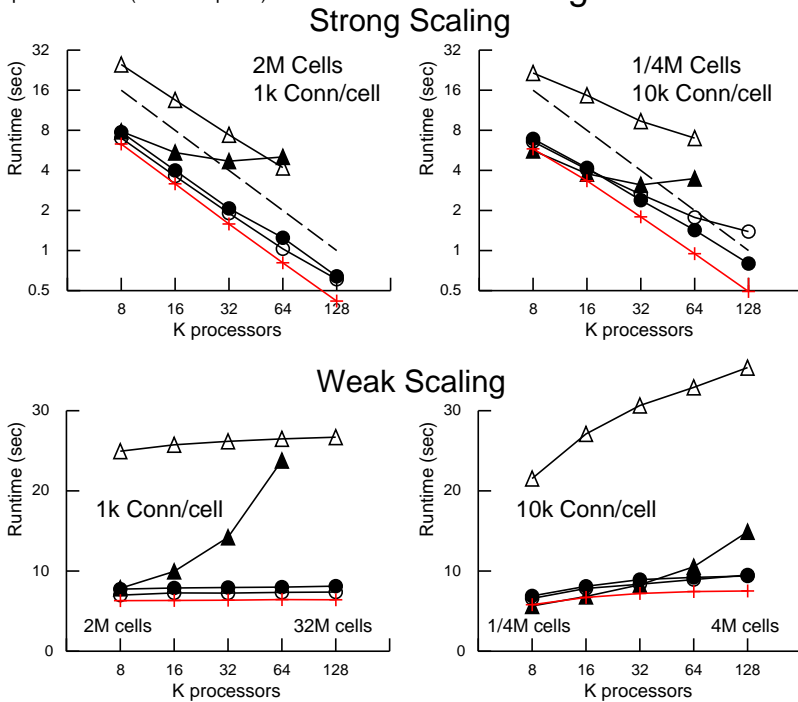 Strong Scaling
32
16
8
4
2
1
0.5
Runtime (sec)
2M Cells
1k Conn/cell
8 16 32 64 128
K processors
32
16
8
4
2
1
0.5
Runtime (sec)
1/4M Cells
10k Conn/cell
8 16 32 64 128
K processors
Weak Scaling
30
20
10
0
Runtime (sec)
1k Conn/cell
2M cells 32M cells
8 16 32 64 128
K processors
30
20
10
0
Runtime (sec)
10k Conn/cell
1/4M cells 4M cells
8 16 32 64 128
K processors